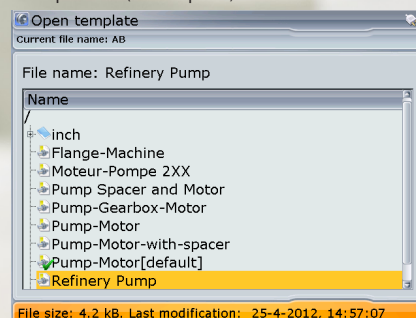 Open template
Current file name: AB
File name: Refinery Pump
Name
/
inch
Flange-Machine
Moteur-Pompe 2XX
Pump Spacer and Motor
Pump-Gearbox-Motor
Pump-Motor
Pump-Motor-with-spacer
Pump-Motor[default]
Refinery Pump
File size: 4.2 kB. Last modification: 25-4-2012, 14:57:07